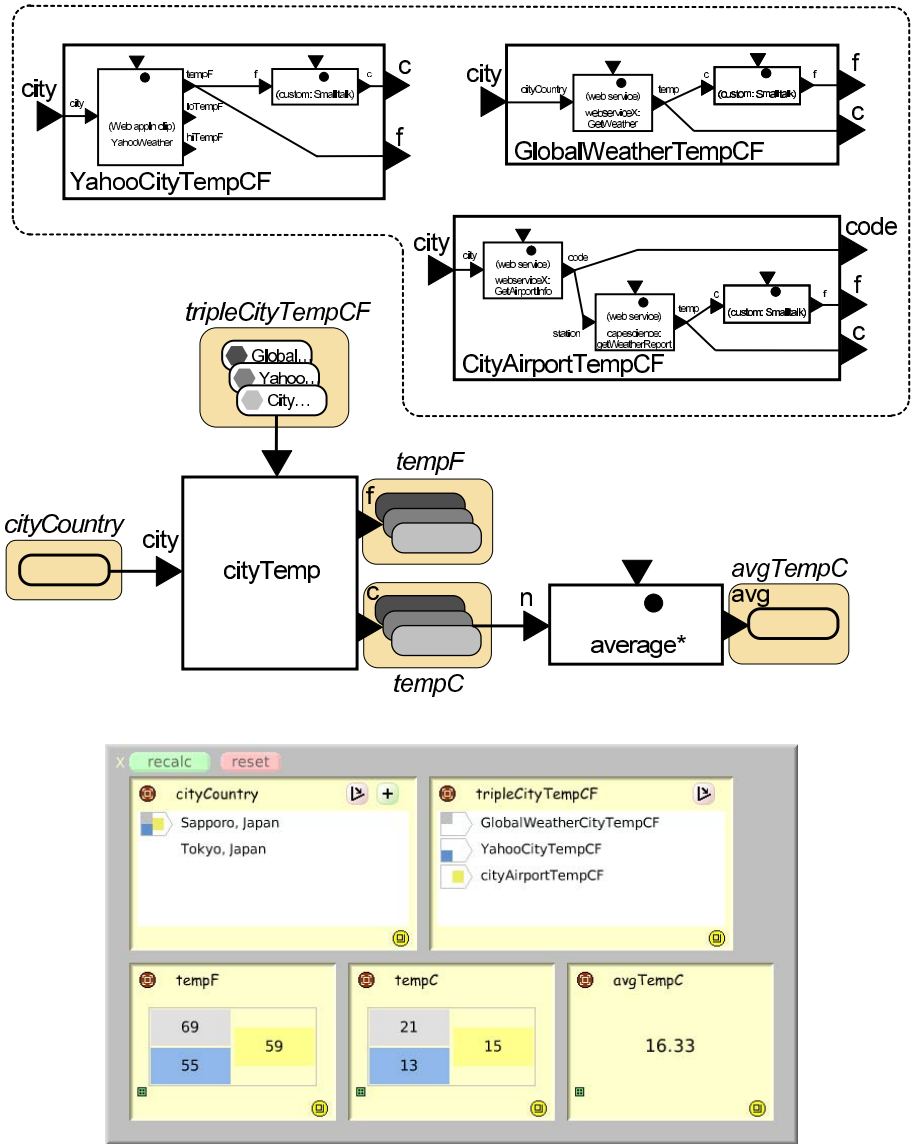 city
city
tempF
f
c
c
(custom: Smalltalk)
loTempF
(Web appln clip)
YahooWeather
hiTempF
f
YahooCityTempCF
city
cityCountry
(web service)
webserviceX:
GetWeather
temp
c
(custom: Smalltalk)
f
f
c
GlobalWeatherTempCF
city
city
(web service)
webserviceX:
GetAirportInfo
code
code
station
(web service)
capescience:
getWeatherReport
temp
c
(custom: Smalltalk)
f
f
c
CityAirportTempCF
tripleCityTempCF
Global...
Yahoo...
City...
cityCountry
city
cityTemp
tempF
f
c
tempC
n
average*
avgTempC
avg
x recalc reset
cityCountry
Sapporo, Japan
Tokyo, Japan
+
tripleCityTempCF
GlobalWeatherCityTempCF
YahooCityTempCF
cityAirportTempCF
tempF
69
59
55
tempC
21
15
13
avgTempC
16.33